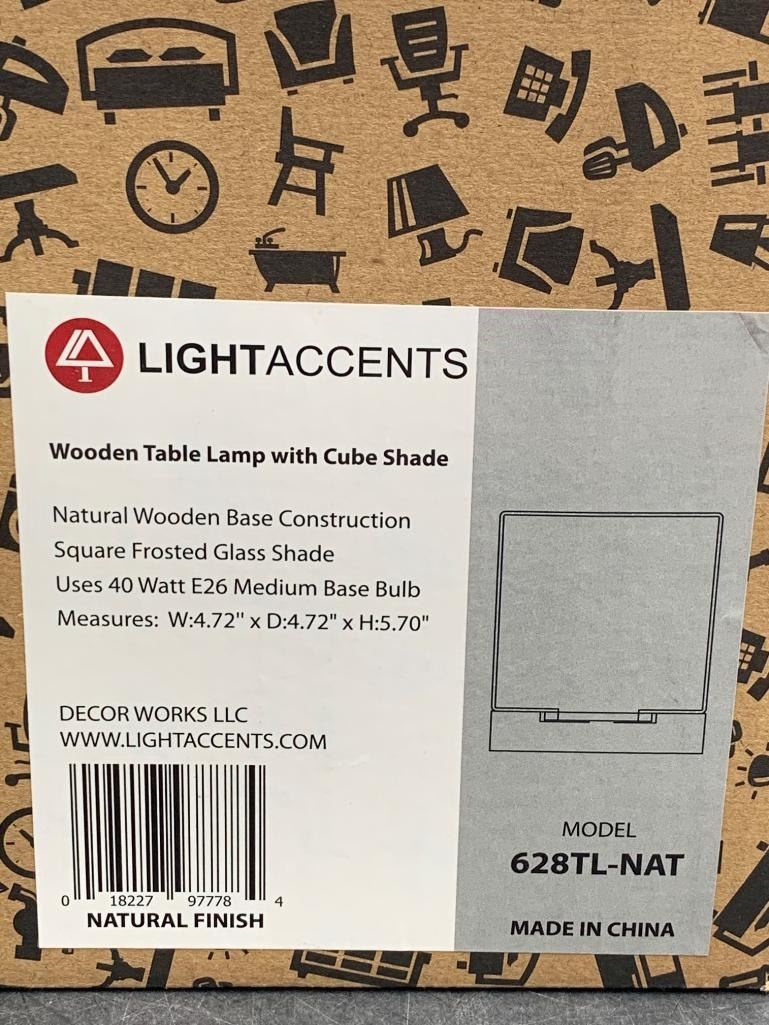 LIGHTACCENTS
Wooden Table Lamp with Cube Shade
Natural Wooden Base Construction
Square Frosted Glass Shade
Uses 40 Watt E26 Medium Base Bulb
Measures: W:4.72" x D:4.72" x H:5.70"
DECOR WORKS LLC
WWW.LIGHTACCENTS.COM
0 18227 97778 4
NATURAL FINISH
MODEL
628TL-NAT
MADE IN CHINA